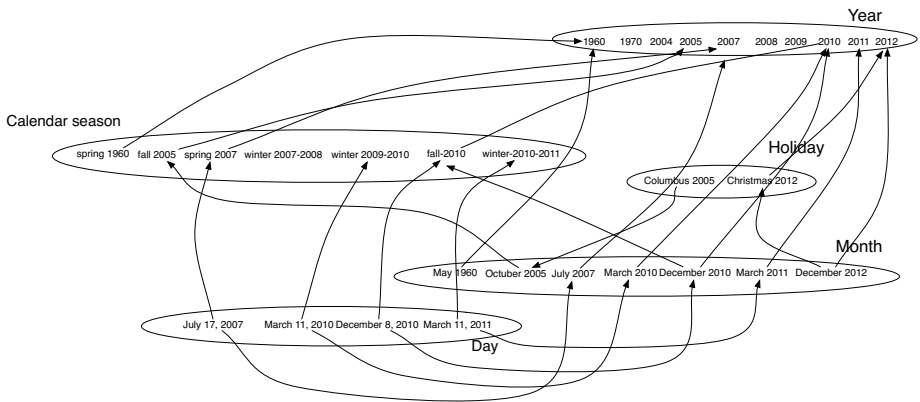 Year
1960 1970 2004 2005 2007 2008 2009 2010 2011 2012
Calendar season
spring 1960 fall 2005 spring 2007 winter 2007-2008 winter 2009-2010 fall-2010 winter-2010-2011
Holiday
Columbus 2005 Christmas 2012
Month
May 1960 Octuber 2005 July 2007 March 2010 December 2010 March 2011 December 2012
July 17, 2007 March 11, 2010 December 8, 2010 March 11, 2011
Day